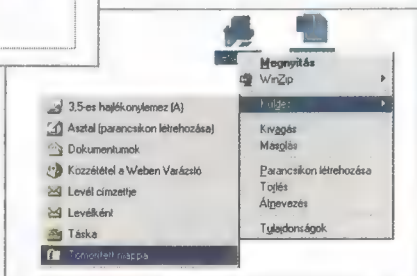 Megnyitás
WinZip
Küldés
Kivágás
Másolás
Parancsikon létrehozása
Törlés
Átnevezés
Tulajdonságok
3,5-es hajlékonylemez (A)
Asztal (parancsikon létrehozása)
Dokumentumok
Közzététel a Weben Varázsló
Levél címzettje
Levélként
Táska
Tömörített mappa